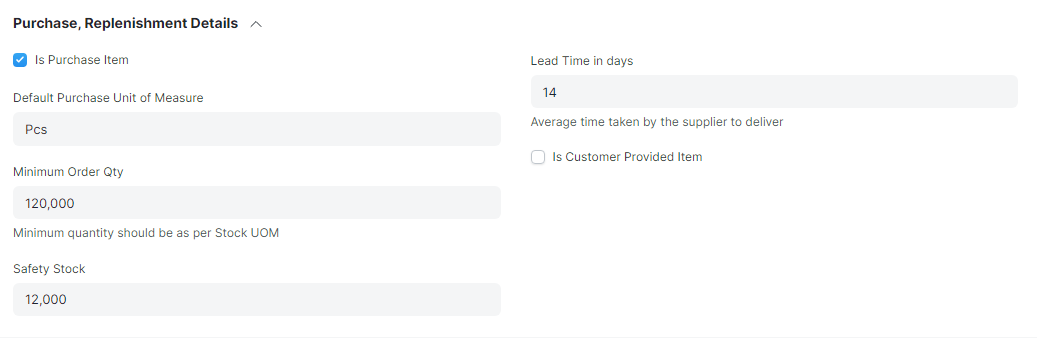 Purchase, Replenishment Details
Is Purchase Item
Default Purchase Unit of Measure
Pcs
Minimum Order Qty
120,000
Minimum quantity should be as per Stock UOM
Safety Stock
12,000
Lead Time in days
14
Average time taken by the supplier to deliver
Is Customer Provided Item